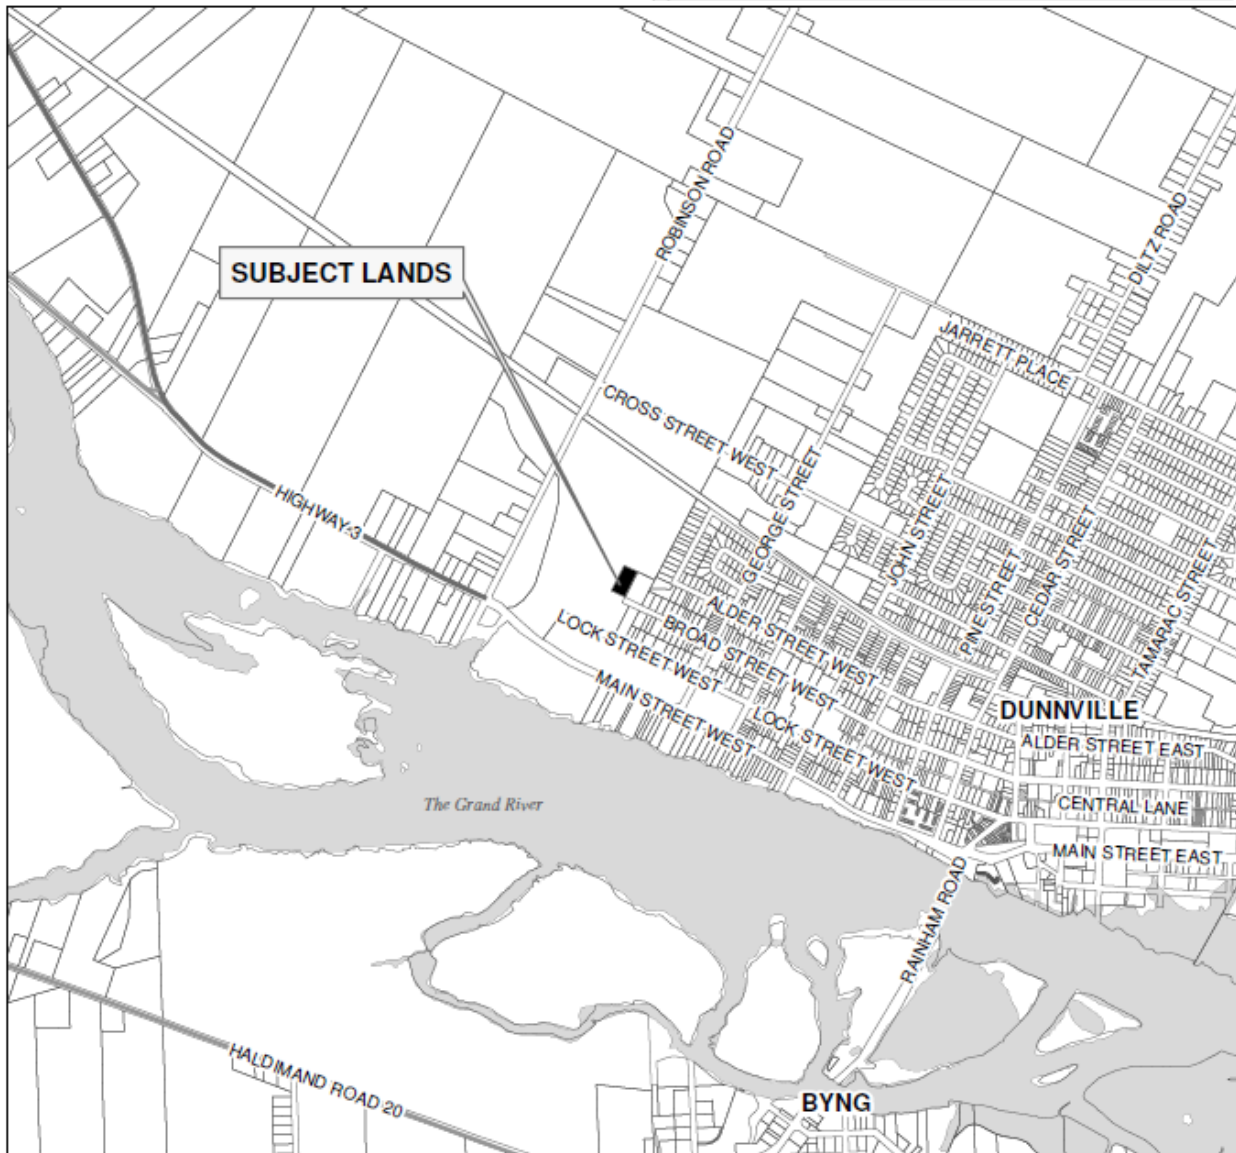 ROBINSON ROAD
DILTZ ROAD
SUBJECT LANDS
JARRETT PLACE
CROSS STREET WEST
HIGHWAY 3
GEORGE STREET
JOHN STREET
PINE STREET
CEDAR STREET
TAMARAC STREET
ALDER STREET WEST
BROAD STREET WEST
LOCK STREET WEST
MAIN STREET WEST
LOCK STREET WEST
DUNNVILLE
ALDER STREET EAST
CENTRAL LANE
MAIN STREET EAST
The Grand River
RAINHAM ROAD
HALDIMAND ROAD 20
BYNG